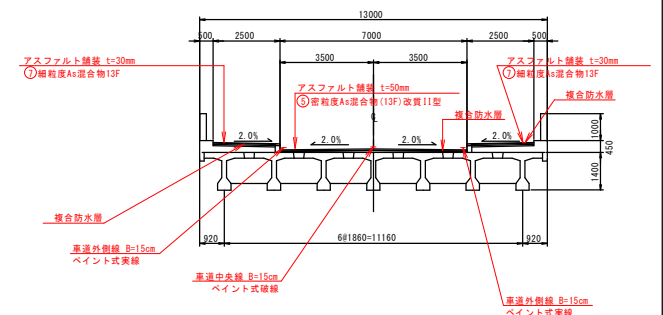 13000
500 2500 7000 2500 500
3500 3500
アスファルト舗装 t=30mm
⑦細粒度As混合物13F
アスファルト舗装 t=50mm
⑤密粒度As混合物(13F)改質II型
アスファルト舗装 t=30mm
⑦細粒度As混合物13F
複合防水層
複合防水層
℄
2.0% 2.0% 2.0% 2.0%
1000
450
1400
複合防水層
920 6@1860=11160 920
車道外側線 B=15cm
ペイント式実線
車道中央線 B=15cm
ペイント式破線
車道外側線 B=15cm
ペイント式実線